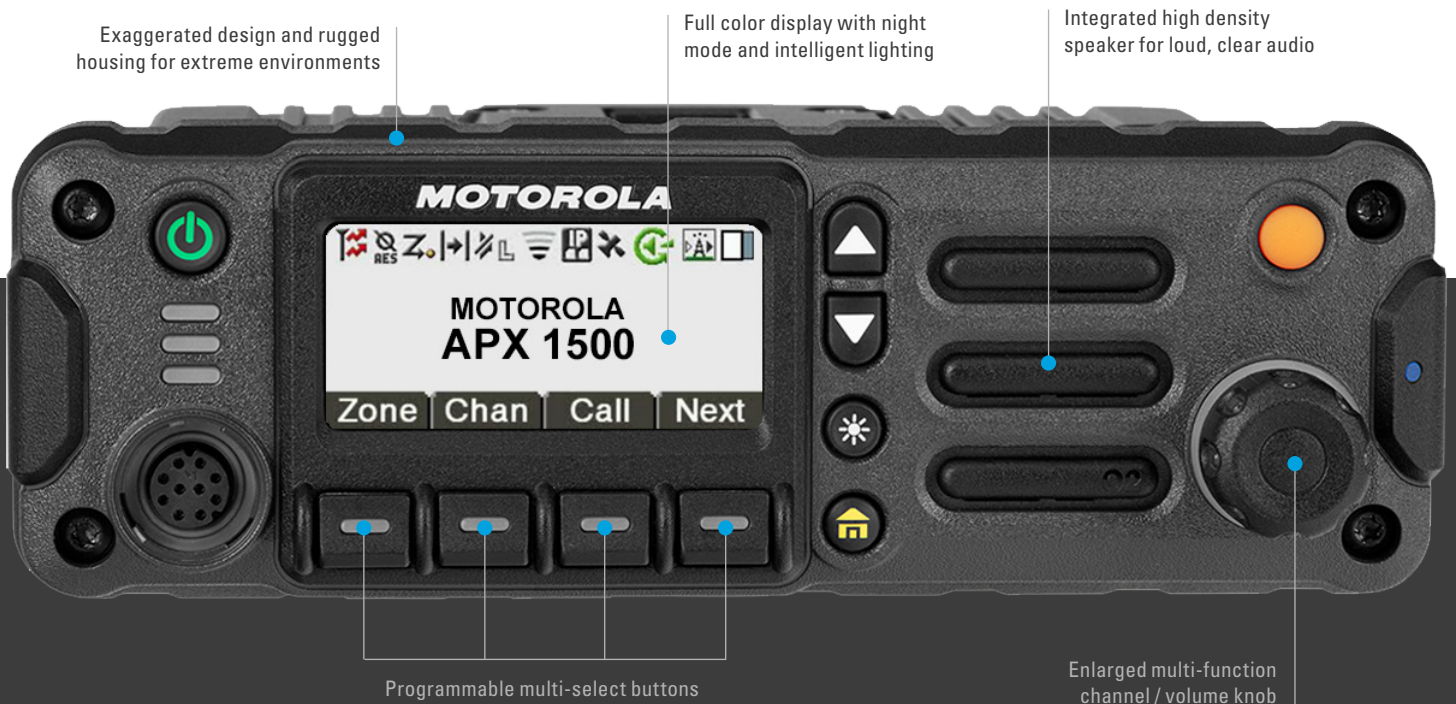 Exaggerated design and rugged
housing for extreme environments
Full color display with night
mode and intelligent lighting
Integrated high density
speaker for loud, clear audio
MOTOROLA
AES
L
IP
MOTOROLA
APX 1500
Zone Chan Call Next
Programmable multi-select buttons
Enlarged multi-function
channel / volume knob